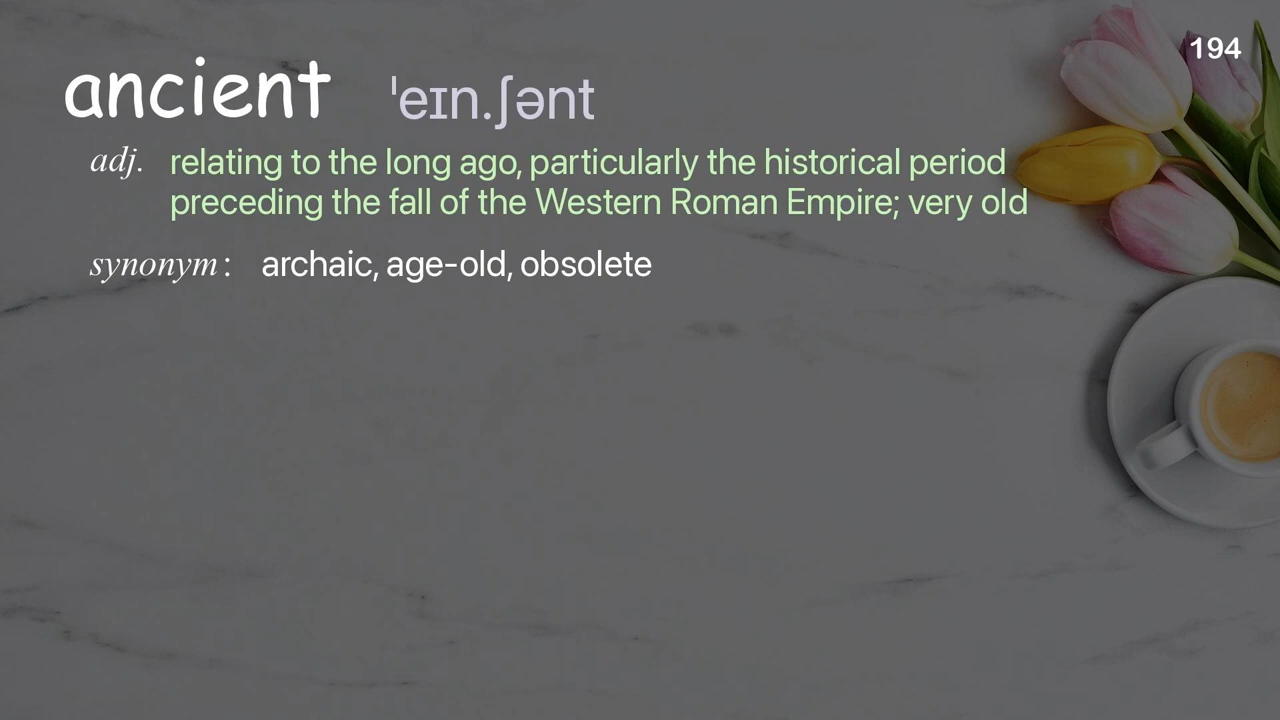 194
ancient ˈeɪn.ʃənt
adj. relating to the long ago, particularly the historical period
preceding the fall of the Western Roman Empire; very old
synonym : archaic, age-old, obsolete